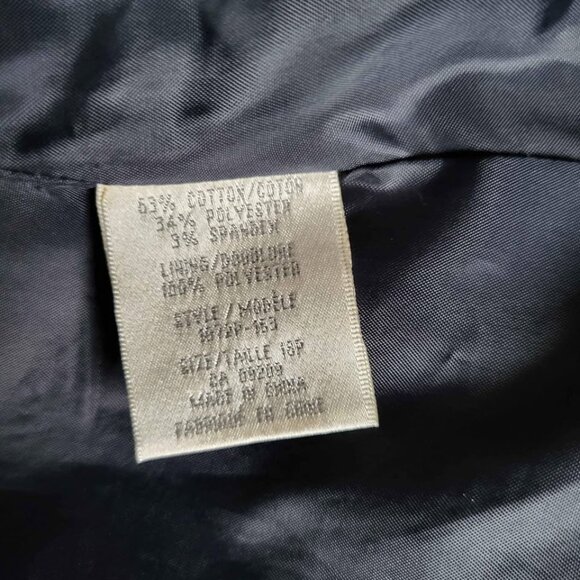 63% COTTON/COTON
34% POLYESTER
3% SPANDEX
LINING/DOUBLURE
100% POLYESTER
STYLE/MODÈLE
SIZE/TAILLE 18P
CA 09209
MADE IN CHINA
FABRIQUE EN CHINE